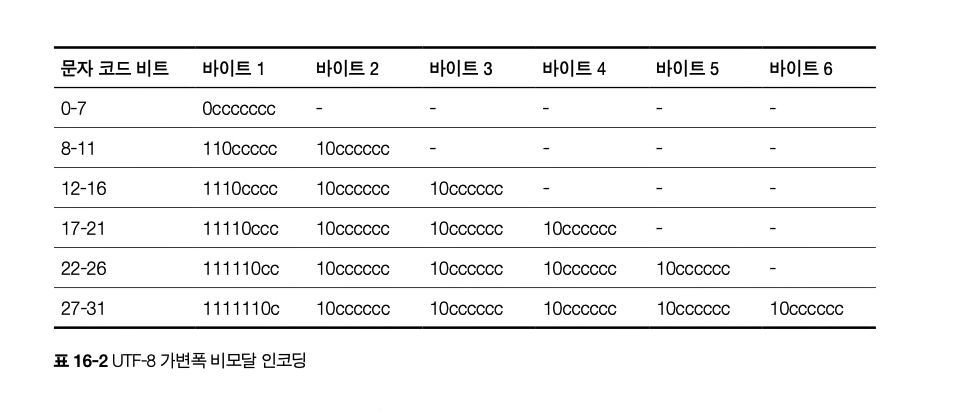 문자 코드 비트 바이트 1 바이트 2 바이트 3 바이트 4 바이트 5 바이트 6
0-7 0ccccccc - - - - -
8-11 110ccccc 10cccccc - - - -
12-16 1110cccc 10cccccc 10cccccc - - -
17-21 11110ccc 10cccccc 10cccccc 10cccccc - -
22-26 111110cc 10cccccc 10cccccc 10cccccc 10cccccc -
27-31 1111110c 10cccccc 10cccccc 10cccccc 10cccccc 10cccccc
표 16-2 UTF-8 가변폭 비모달 인코딩